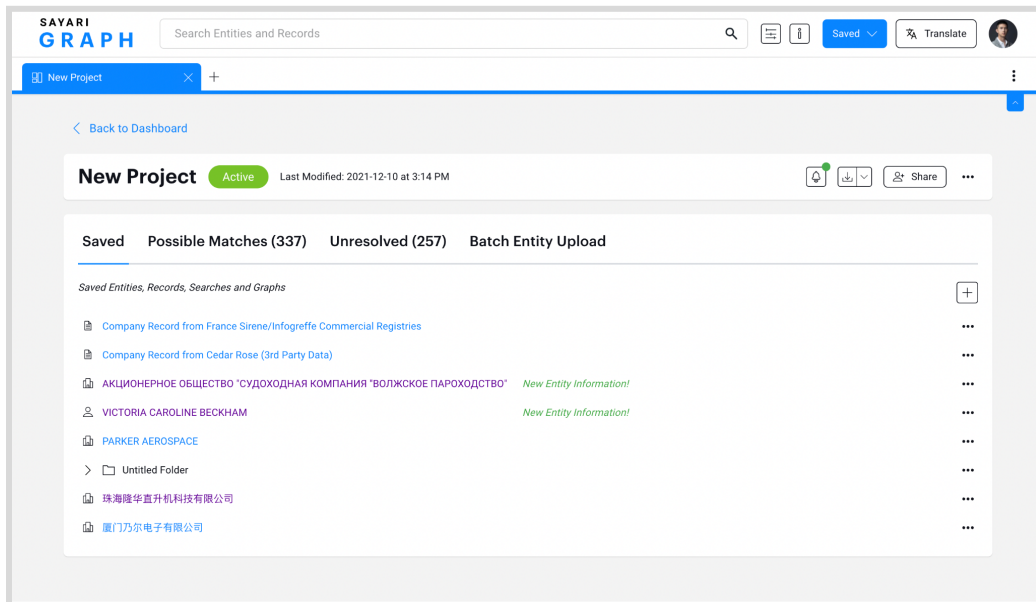 SAYARI
GRAPH
Search Entities and Records
Saved
Translate
New Project
Back to Dashboard
New Project
Active
Last Modified: 2021-12-10 at 3:14 PM
Share
Saved
Possible Matches (337)
Unresolved (257)
Batch Entity Upload
Saved Entities, Records, Searches and Graphs
Company Record from France Sirene/Infogreffe Commercial Registries
Company Record from Cedar Rose (3rd Party Data)
АКЦИОНЕРНОЕ ОБЩЕСТВО "СУДОХОДНАЯ КОМПАНИЯ "ВОЛЖСКОЕ ПАРОХОДСТВО" New Entity Information!
VICTORIA CAROLINE BECKHAM New Entity Information!
PARKER AEROSPACE
Untitled Folder
珠海隆华直升机科技有限公司
厦门乃尔电子有限公司